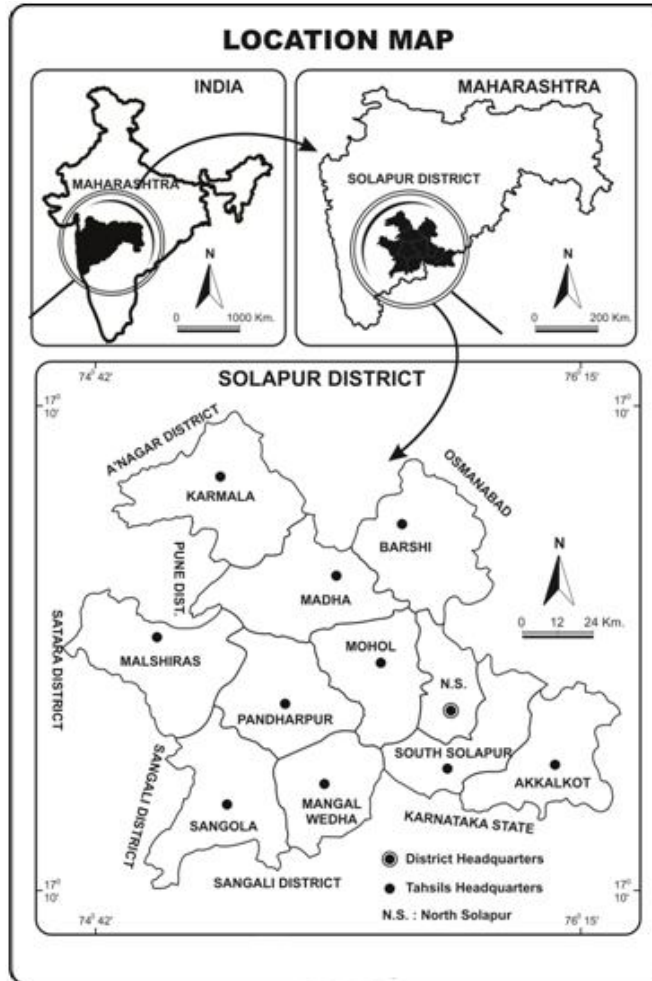 LOCATION MAP
INDIA
MAHARASHTRA
N
0 1000 Km.
MAHARASHTRA
SOLAPUR DISTRICT
N
0 200 Km.
SOLAPUR DISTRICT
74° 42'
76° 15'
17°
10'
17°
10'
A'NAGAR DISTRICT
OSMANABAD
KARMALA
BARSHI
PUNE DIST.
MADHA
N
0 12 24 Km.
SATARA DISTRICT
MALSHIRAS
MOHOL
N.S.
PANDHARPUR
SOUTH SOLAPUR
AKKALKOT
SANGALI DISTRICT
SANGOLA
MANGAL
WEDHA
KARNATAKA STATE
SANGALI DISTRICT
District Headquarters
Tahsils Headquarters
N.S. : North Solapur
17°
10'
17°
10'
74° 42'
76° 15'